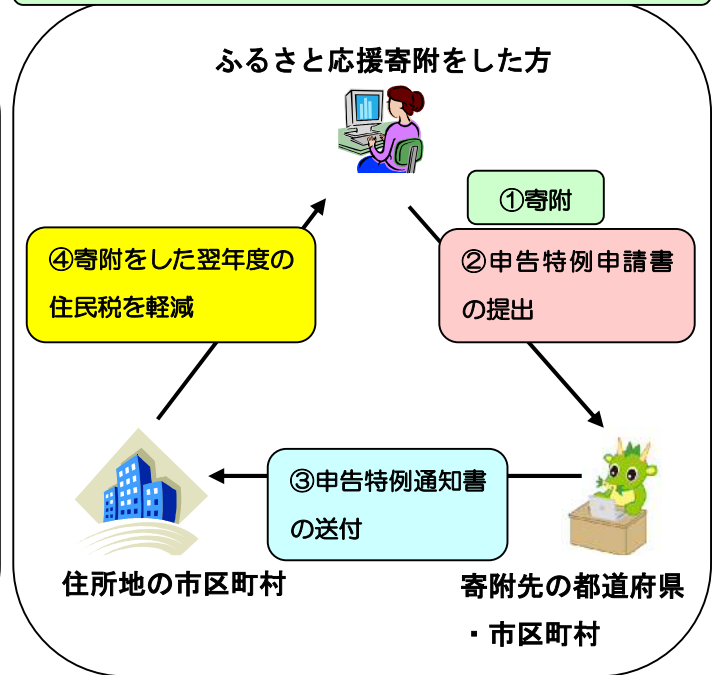 ふるさと応援寄附をした方
①寄附
②申告特例申請書
の提出
④寄附をした翌年度の
住民税を軽減
③申告特例通知書
の送付
住所地の市区町村
寄附先の都道府県
・市区町村